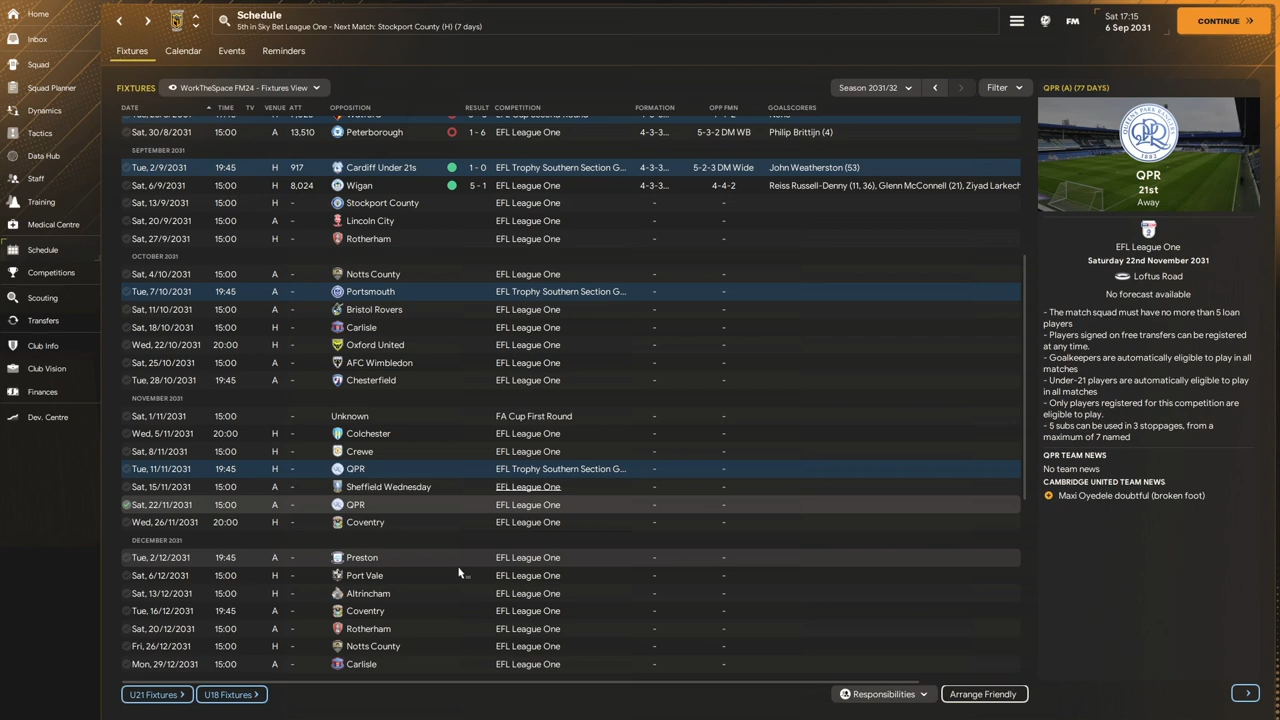 Home
Inbox
Squad
Squad Planner
Dynamics
Tactics
Data Hub
Staff
Training
Medical Centre
Schedule
Competitions
Scouting
Transfers
Club Info
Club Vision
Finances
Dev. Centre
Schedule
5th in Sky Bet League One - Next Match: Stockport County (H) (7 days)
FM
Sat 17:15
6 Sep 2031
CONTINUE
Fixtures Calendar Events Reminders
FIXTURES WorkTheSpace FM24 - Fixtures View Season 2031/32 Filter
DATE TIME TV VENUE ATT OPPOSITION RESULT COMPETITION FORMATION OPP FMN GOALSCORERS
Sat, 30/8/2031 15:00 A 13,510 Peterborough 1 - 6 EFL League One 4-3-3... 5-3-2 DM WB Philip Brittijn (4)
SEPTEMBER 2031
Tue, 2/9/2031 19:45 H 917 Cardiff Under 21s 1 - 0 EFL Trophy Southern Section G... 4-3-3... 5-2-3 DM Wide John Weatherston (53)
Sat, 6/9/2031 15:00 H 8,024 Wigan 5 - 1 EFL League One 4-3-3... 4-4-2 Reiss Russell-Denny (11, 36), Glenn McConnell (21), Ziyad Larkech
Sat, 13/9/2031 15:00 H - Stockport County EFL League One - -
Sat, 20/9/2031 15:00 A - Lincoln City EFL League One - -
Sat, 27/9/2031 15:00 H - Rotherham EFL League One - -
OCTOBER 2031
Sat, 4/10/2031 15:00 A - Notts County EFL League One - -
Tue, 7/10/2031 19:45 A - Portsmouth EFL Trophy Southern Section G... - -
Sat, 11/10/2031 15:00 A - Bristol Rovers EFL League One - -
Sat, 18/10/2031 15:00 H - Carlisle EFL League One - -
Wed, 22/10/2031 20:00 H - Oxford United EFL League One - -
Sat, 25/10/2031 15:00 A - AFC Wimbledon EFL League One - -
Tue, 28/10/2031 19:45 A - Chesterfield EFL League One - -
NOVEMBER 2031
Sat, 1/11/2031 15:00 - Unknown FA Cup First Round - -
Wed, 5/11/2031 20:00 H - Colchester EFL League One - -
Sat, 8/11/2031 15:00 H - Crewe EFL League One - -
Tue, 11/11/2031 19:45 H - QPR EFL Trophy Southern Section G... - -
Sat, 15/11/2031 15:00 A - Sheffield Wednesday EFL League One - -
Sat, 22/11/2031 15:00 A - QPR EFL League One - -
Wed, 26/11/2031 20:00 H - Coventry EFL League One - -
DECEMBER 2031
Tue, 2/12/2031 19:45 A - Preston EFL League One - -
Sat, 6/12/2031 15:00 H - Port Vale EFL League One - -
Sat, 13/12/2031 15:00 H - Altrincham EFL League One - -
Tue, 16/12/2031 19:45 A - Coventry EFL League One - -
Sat, 20/12/2031 15:00 A - Rotherham EFL League One - -
Fri, 26/12/2031 15:00 H - Notts County EFL League One - -
Mon, 29/12/2031 15:00 A - Carlisle EFL League One - -
U21 Fixtures U18 Fixtures Responsibilities Arrange Friendly
QPR (A) (77 DAYS)
QPR
21st
Away
EFL League One
Saturday 22nd November 2031
Loftus Road
No forecast available
- The match squad must have no more than 5 loan
players
- Players signed on free transfers can be registered
at any time.
- Goalkeepers are automatically eligible to play in all
matches
- Under-21 players are automatically eligible to play
in all matches
- Only players registered for this competition are
eligible to play.
- 5 subs can be used in 3 stoppages, from a
maximum of 7 named
QPR TEAM NEWS
No team news
CAMBRIDGE UNITED TEAM NEWS
Maxi Oyedele doubtful (broken foot)